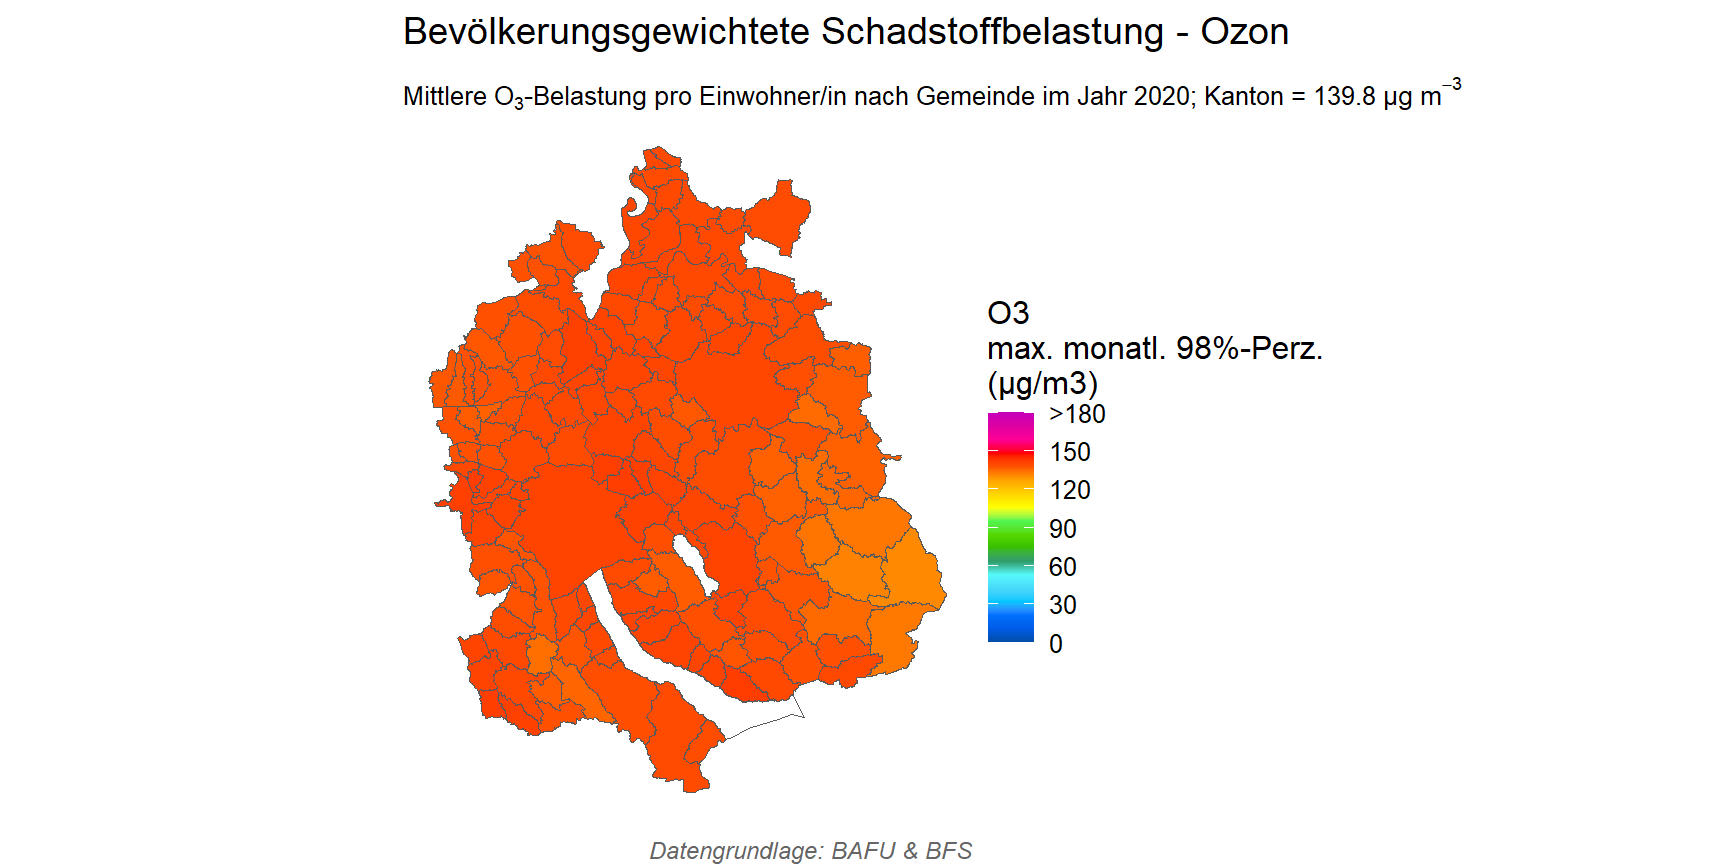 Bevölkerungsgewichtete Schadstoffbelastung - Ozon
Mittlere O₃-Belastung pro Einwohner/in nach Gemeinde im Jahr 2020; Kanton = 139.8 µg m⁻³
O3
max. monatl. 98%-Perz.
(µg/m3)
>180
150
120
90
60
30
0
Datengrundlage: BAFU & BFS